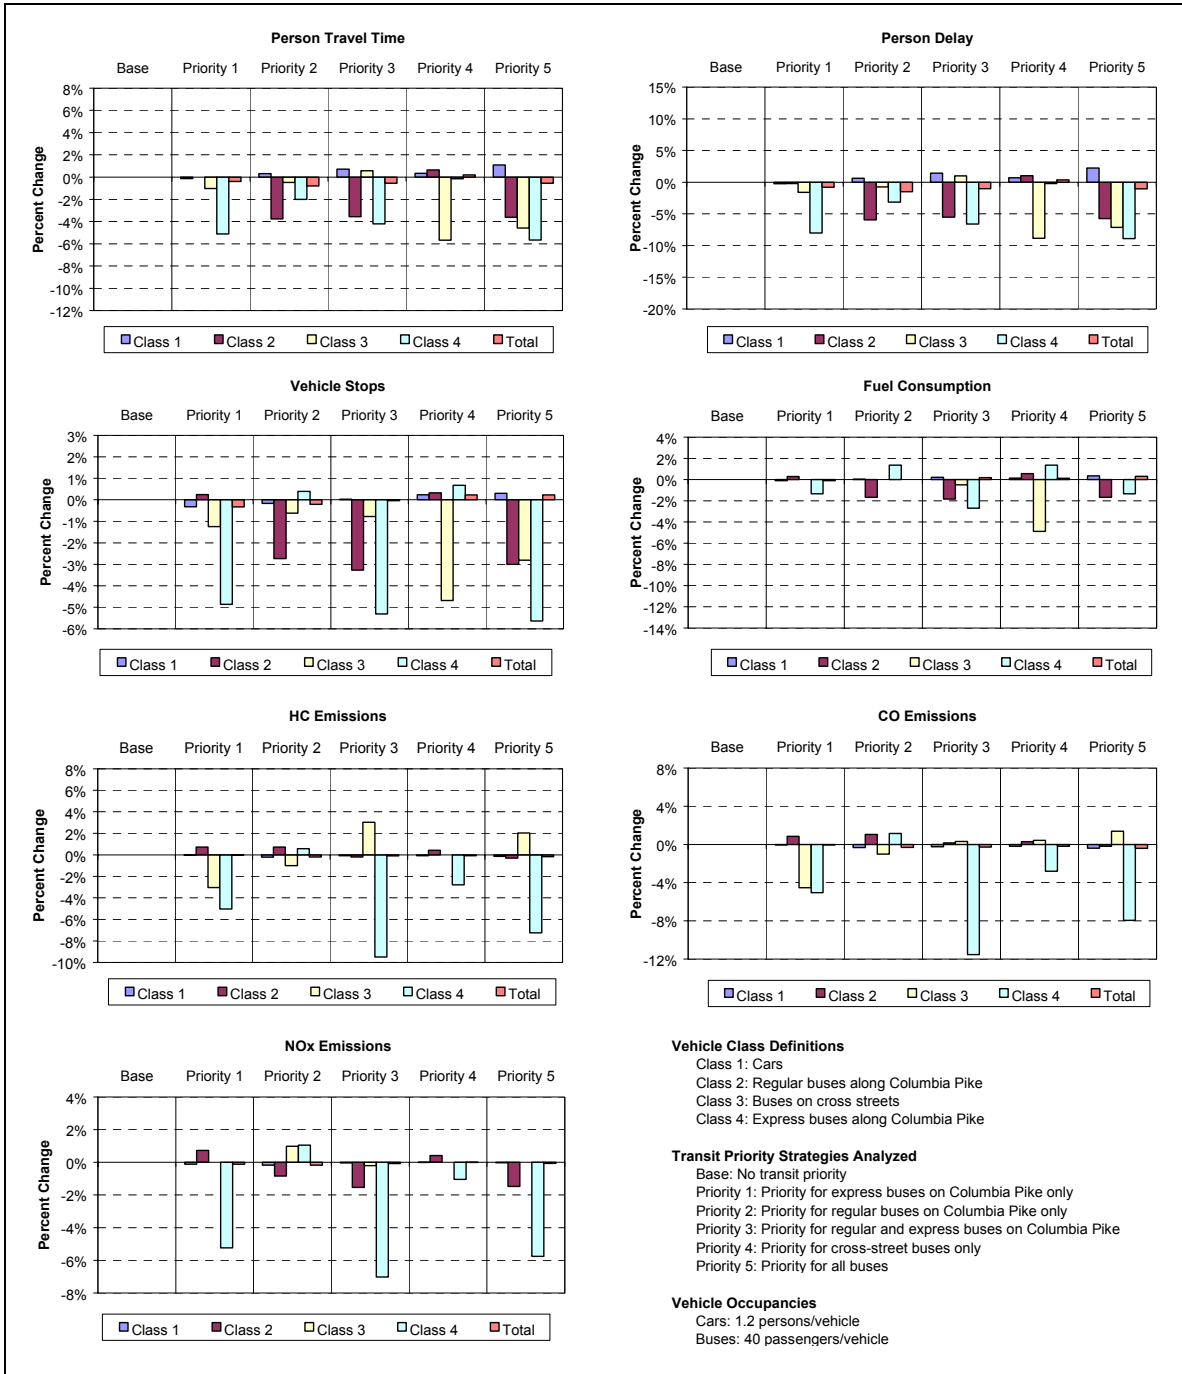 Person Travel Time
Base Priority 1 Priority 2 Priority 3 Priority 4 Priority 5
Percent Change
8%
6%
4%
2%
0%
-2%
-4%
-6%
-8%
-10%
-12%
Class 1 Class 2 Class 3 Class 4 Total
Person Delay
Base Priority 1 Priority 2 Priority 3 Priority 4 Priority 5
Percent Change
15%
10%
5%
0%
-5%
-10%
-15%
-20%
Class 1 Class 2 Class 3 Class 4 Total
Vehicle Stops
Base Priority 1 Priority 2 Priority 3 Priority 4 Priority 5
Percent Change
3%
2%
1%
0%
-1%
-2%
-3%
-4%
-5%
-6%
Class 1 Class 2 Class 3 Class 4 Total
Fuel Consumption
Base Priority 1 Priority 2 Priority 3 Priority 4 Priority 5
Percent Change
4%
2%
0%
-2%
-4%
-6%
-8%
-10%
-12%
-14%
Class 1 Class 2 Class 3 Class 4 Total
HC Emissions
Base Priority 1 Priority 2 Priority 3 Priority 4 Priority 5
Percent Change
8%
6%
4%
2%
0%
-2%
-4%
-6%
-8%
-10%
Class 1 Class 2 Class 3 Class 4 Total
CO Emissions
Base Priority 1 Priority 2 Priority 3 Priority 4 Priority 5
Percent Change
8%
4%
0%
-4%
-8%
-12%
Class 1 Class 2 Class 3 Class 4 Total
NOx Emissions
Base Priority 1 Priority 2 Priority 3 Priority 4 Priority 5
Percent Change
4%
2%
0%
-2%
-4%
-6%
-8%
Class 1 Class 2 Class 3 Class 4 Total
Vehicle Class Definitions
Class 1: Cars
Class 2: Regular buses along Columbia Pike
Class 3: Buses on cross streets
Class 4: Express buses along Columbia Pike
Transit Priority Strategies Analyzed
Base: No transit priority
Priority 1: Priority for express buses on Columbia Pike only
Priority 2: Priority for regular buses on Columbia Pike only
Priority 3: Priority for regular and express buses on Columbia Pike
Priority 4: Priority for cross-street buses only
Priority 5: Priority for all buses
Vehicle Occupancies
Cars: 1.2 persons/vehicle
Buses: 40 passengers/vehicle